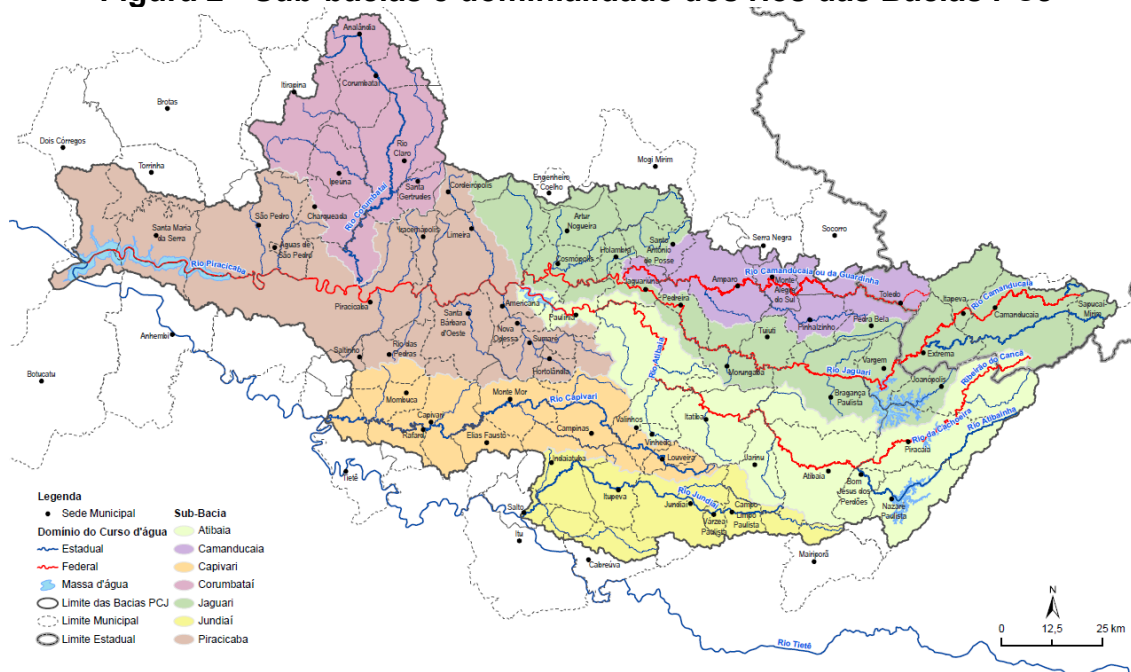 Figura 2 - Sub-bacias e dominialidade dos rios das Bacias PCJ
Analândia
Corumbataí
Itirapina
Brotas
Dois Córregos
Torrinha
Rio Claro
Ipeúna
Santa Gertrudes
Cordeirópolis
Rio Corumbataí
Charqueada
São Pedro
Santa Maria da Serra
Águas de São Pedro
Iracemápolis
Limeira
Engenheiro Coelho
Mogi Mirim
Artur Nogueira
Holambra
Santo Antônio de Posse
Cosmópolis
Serra Negra
Socorro
Rio Piracicaba
Piracicaba
Jaguariúna
Pedreira
Amparo
Monte Alegre do Sul
Rio Camanducaia ou da Guardinha
Toledo
Itapeva
Rio Camanducaia
Camanducaia
Sapucaí-Mirim
Americana
Paulínia
Santa Bárbara d'Oeste
Nova Odessa
Sumaré
Hortolândia
Pinhalzinho
Pedra Bela
Tuiuti
Extrema
Vargem
Saltinho
Rio das Pedras
Anhembi
Botucatu
Rio Atibaia
Morungaba
Rio Jaguari
Bragança Paulista
Joanópolis
Ribeirão do Cancã
Mombuca
Capivari
Rafard
Monte Mor
Elias Fausto
Rio Capivari
Campinas
Valinhos
Vinhedo
Itatiba
Louveira
Rio da Cachoeira
Piracaia
Rio Atibainha
Indaiatuba
Jarinu
Atibaia
Bom Jesus dos Perdões
Nazaré Paulista
Tietê
Itupeva
Rio Jundiaí
Jundiaí
Campo Limpo Paulista
Várzea Paulista
Salto
Itu
Cabreúva
Mairiporã
Rio Tietê
Legenda
Sede Municipal
Domínio do Curso d'água
Estadual
Federal
Massa d'água
Limite das Bacias PCJ
Limite Municipal
Limite Estadual
Sub-Bacia
Atibaia
Camanducaia
Capivari
Corumbataí
Jaguari
Jundiaí
Piracicaba
N
0 12,5 25 km